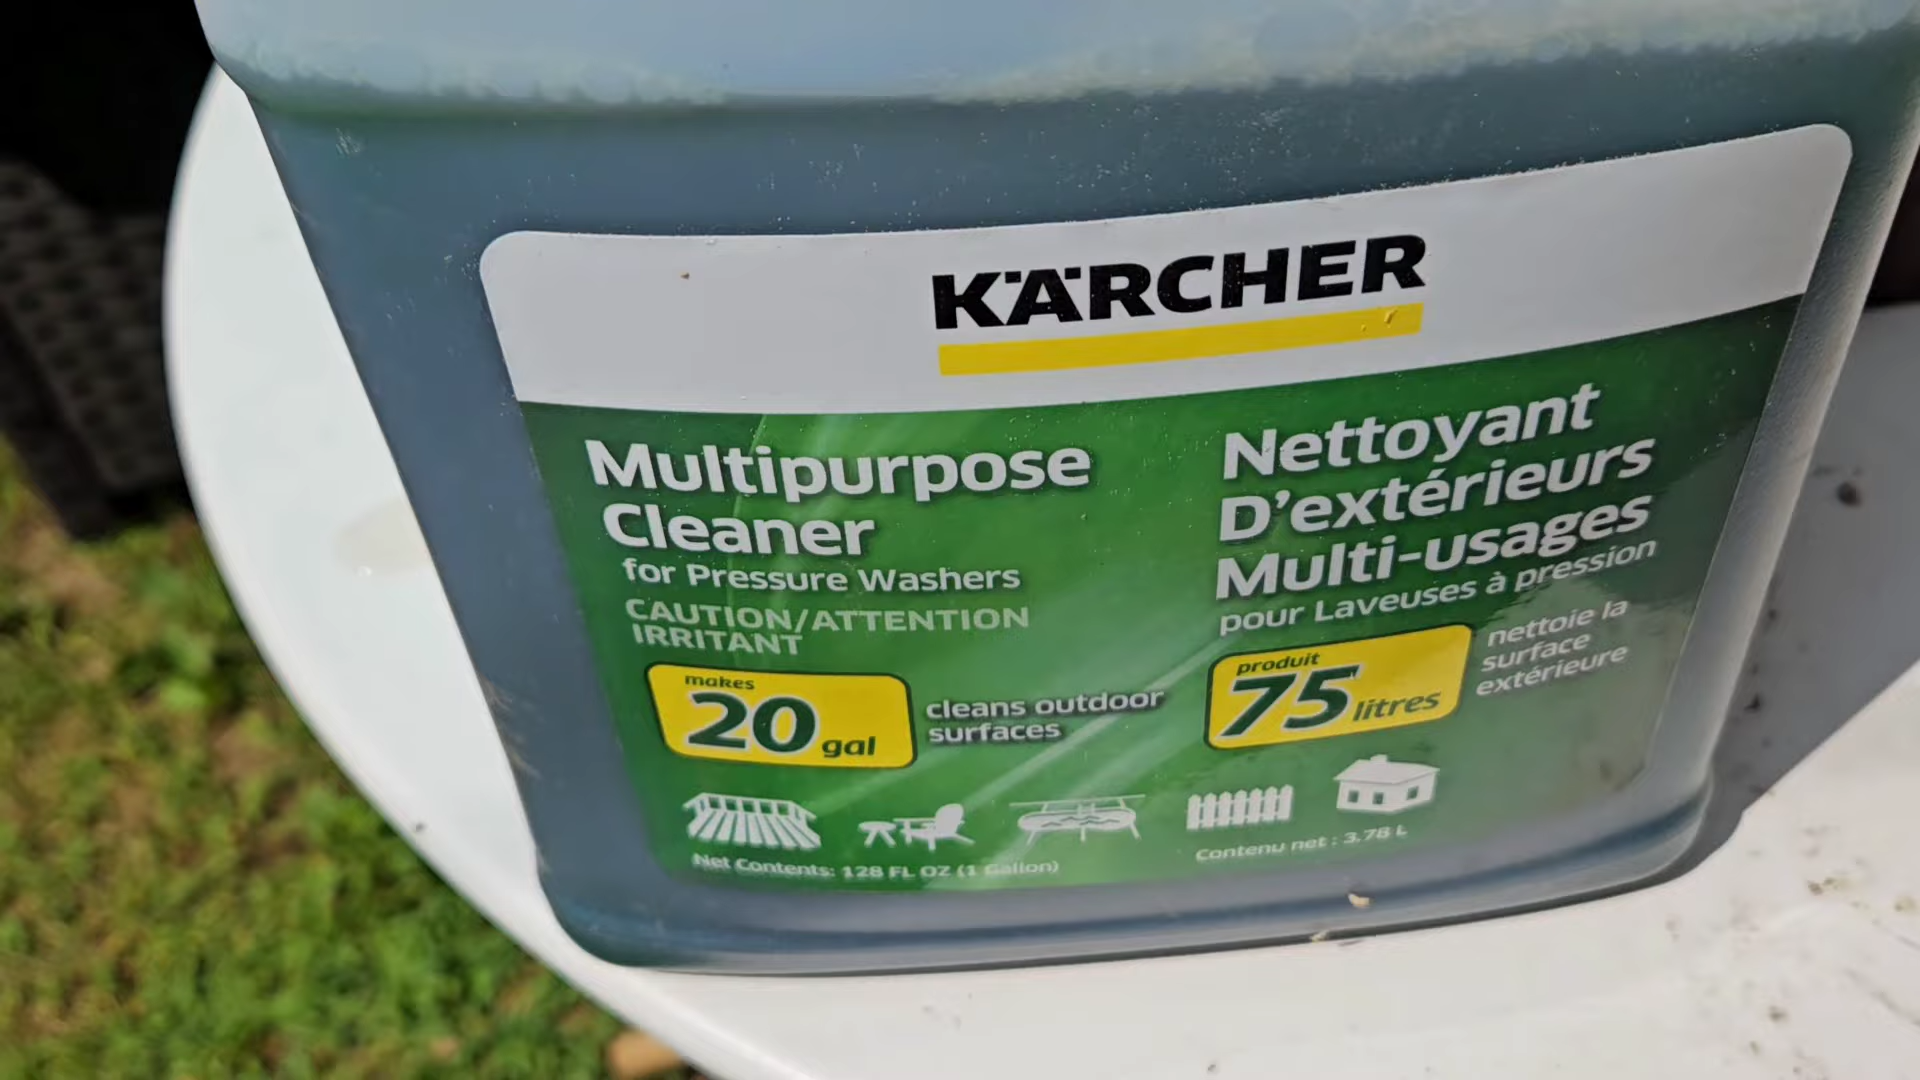 KÄRCHER
Multipurpose
Cleaner
for Pressure Washers
CAUTION/ATTENTION
IRRITANT
makes
20 gal
cleans outdoor
surfaces
Net Contents: 128 FL OZ (1 Gallon)
Nettoyant
D'extérieurs
Multi-usages
pour Laveuses à pression
produit
75 litres
nettoie la
surface
extérieure
Contenu net : 3.78 L